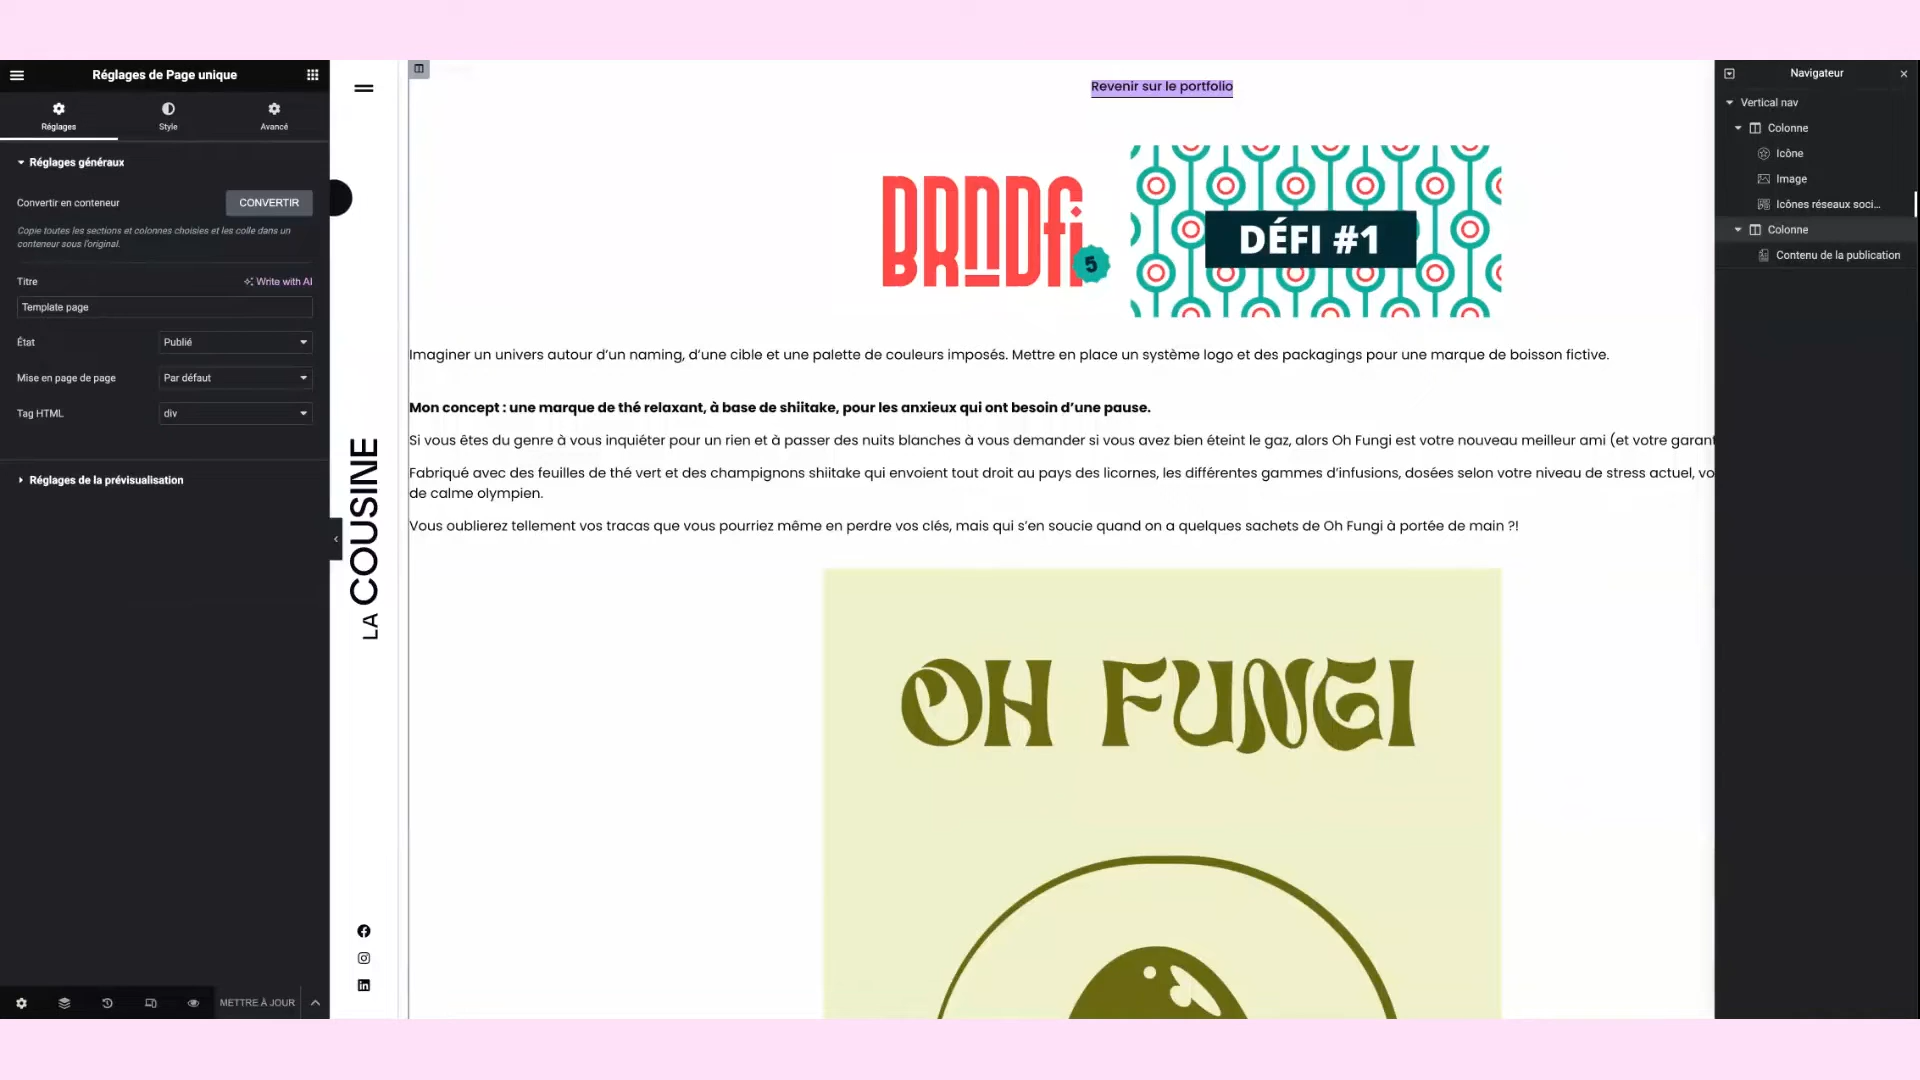 Réglages de Page unique
Réglages
Style
Avancé
Réglages généraux
Convertir en conteneur
CONVERTIR
Copie toutes les sections et colonnes choisies et les colle dans un
conteneur sous l'original.
Titre
Write with AI
Template page
État
Publié
Mise en page de page
Par défaut
Tag HTML
div
Réglages de la prévisualisation
METTRE À JOUR
LA COUSINE
Revenir sur le portfolio
BRNDfi
5
DÉFI #1
Imaginer un univers autour d’un naming, d’une cible et une palette de couleurs imposés. Mettre en place un système logo et des packagings pour une marque de boisson fictive.
Mon concept : une marque de thé relaxant, à base de shiitake, pour les anxieux qui ont besoin d’une pause.
Si vous êtes du genre à vous inquiéter pour un rien et à passer des nuits blanches à vous demander si vous avez bien éteint le gaz, alors Oh Fungi est votre nouveau meilleur ami (et votre garant
Fabriqué avec des feuilles de thé vert et des champignons shiitake qui envoient tout droit au pays des licornes, les différentes gammes d’infusions, dosées selon votre niveau de stress actuel, vo
de calme olympien.
Vous oublierez tellement vos tracas que vous pourriez même en perdre vos clés, mais qui s’en soucie quand on a quelques sachets de Oh Fungi à portée de main ?!
OH FUNGI
Navigateur
Vertical nav
Colonne
Icône
Image
Icônes réseaux soci...
Colonne
Contenu de la publication